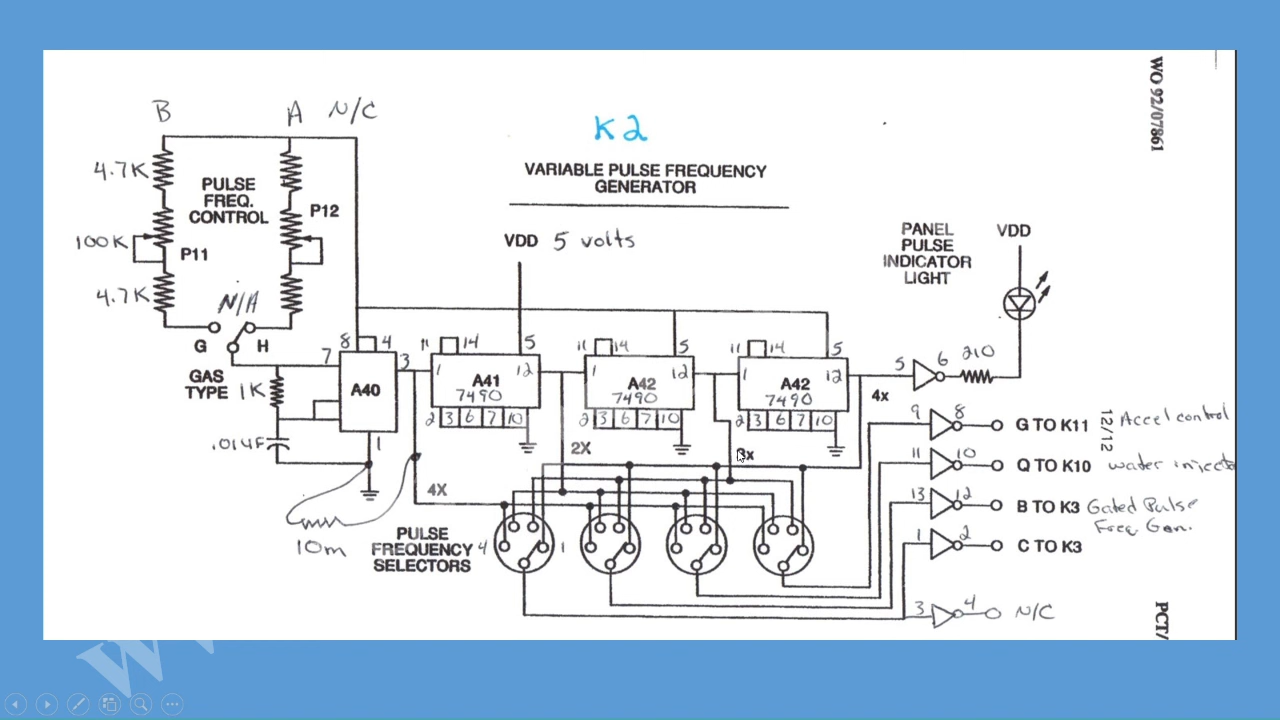 B
A
N/C
K2
VARIABLE PULSE FREQUENCY
GENERATOR
WO 92/07861
4.7K
PULSE
FREQ.
CONTROL
P12
100K
P11
4.7K
N/A
G
H
GAS
TYPE
VDD 5 volts
PANEL
PULSE
INDICATOR
LIGHT
VDD
7
8
4
3
A40
1
1K
.01µF
10m
11
14
5
1
A41
12
7490
2
3
6
7
10
11
14
5
1
A42
12
7490
2
3
6
7
10
11
14
5
1
A42
12
7490
2
3
6
7
10
4x
5
6
210
2X
3x
4X
9
8
G TO K11
12/12
Accel control
11
10
Q TO K10
water injecto
13
12
B TO K3
Gated Pulse
Freq Gen.
1
2
C TO K3
3
4
N/C
PULSE
FREQUENCY
SELECTORS
4
1
PCT/
W